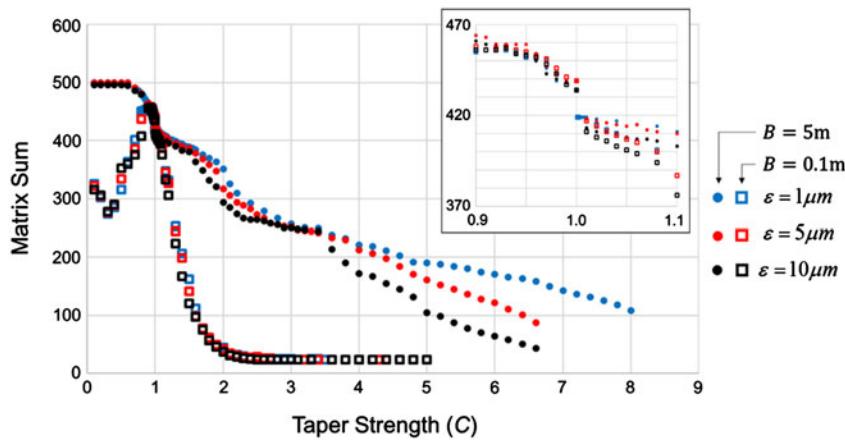 Matrix Sum
600
500
400
300
200
100
0
0 1 2 3 4 5 6 7 8 9
Taper Strength (C)
470
420
370
0.9 1.0 1.1
B = 5m
B = 0.1m
ε = 1μm
ε = 5μm
ε = 10μm